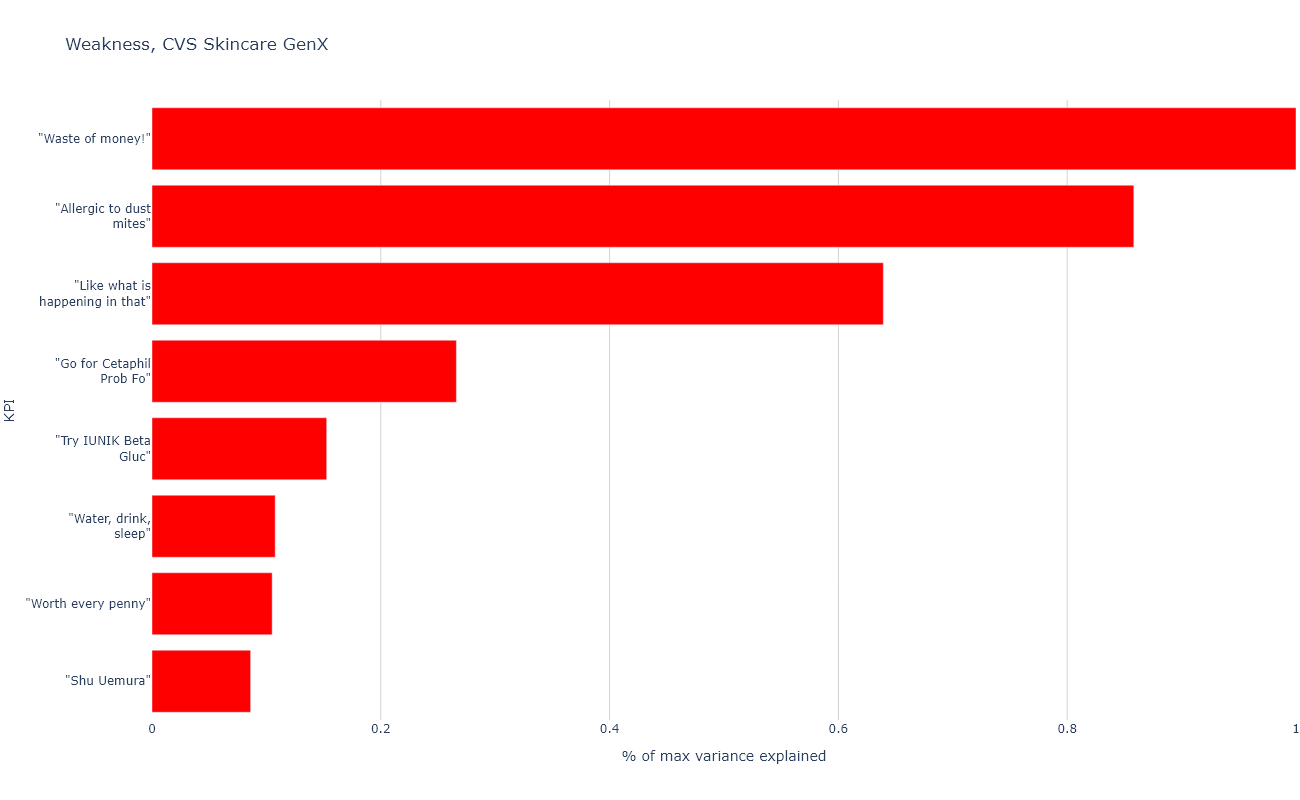 Weakness, CVS Skincare GenX
"Waste of money!"
"Allergic to dust
mites"
"Like what is
happening in that"
"Go for Cetaphil
Prob Fo"
"Try IUNIK Beta
Gluc"
"Water, drink,
sleep"
"Worth every penny"
"Shu Uemura"
KPI
0 0.2 0.4 0.6 0.8 1
% of max variance explained